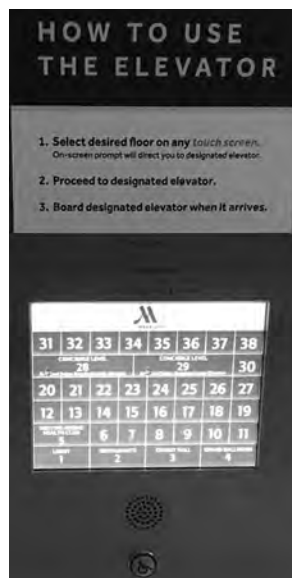 HOW TO USE
THE ELEVATOR
1. Select desired floor on any touch screen.
On-screen prompt will direct you to designated elevator.
2. Proceed to designated elevator.
3. Board designated elevator when it arrives.
31 32 33 34 35 36 37 38
CONCIERGE LEVEL CONCIERGE LEVEL
28 29 30
20 21 22 23 24 25 26 27
12 13 14 15 16 17 18 19
5 6 7 8 9 10 11
LOBBY
1 2 3 4